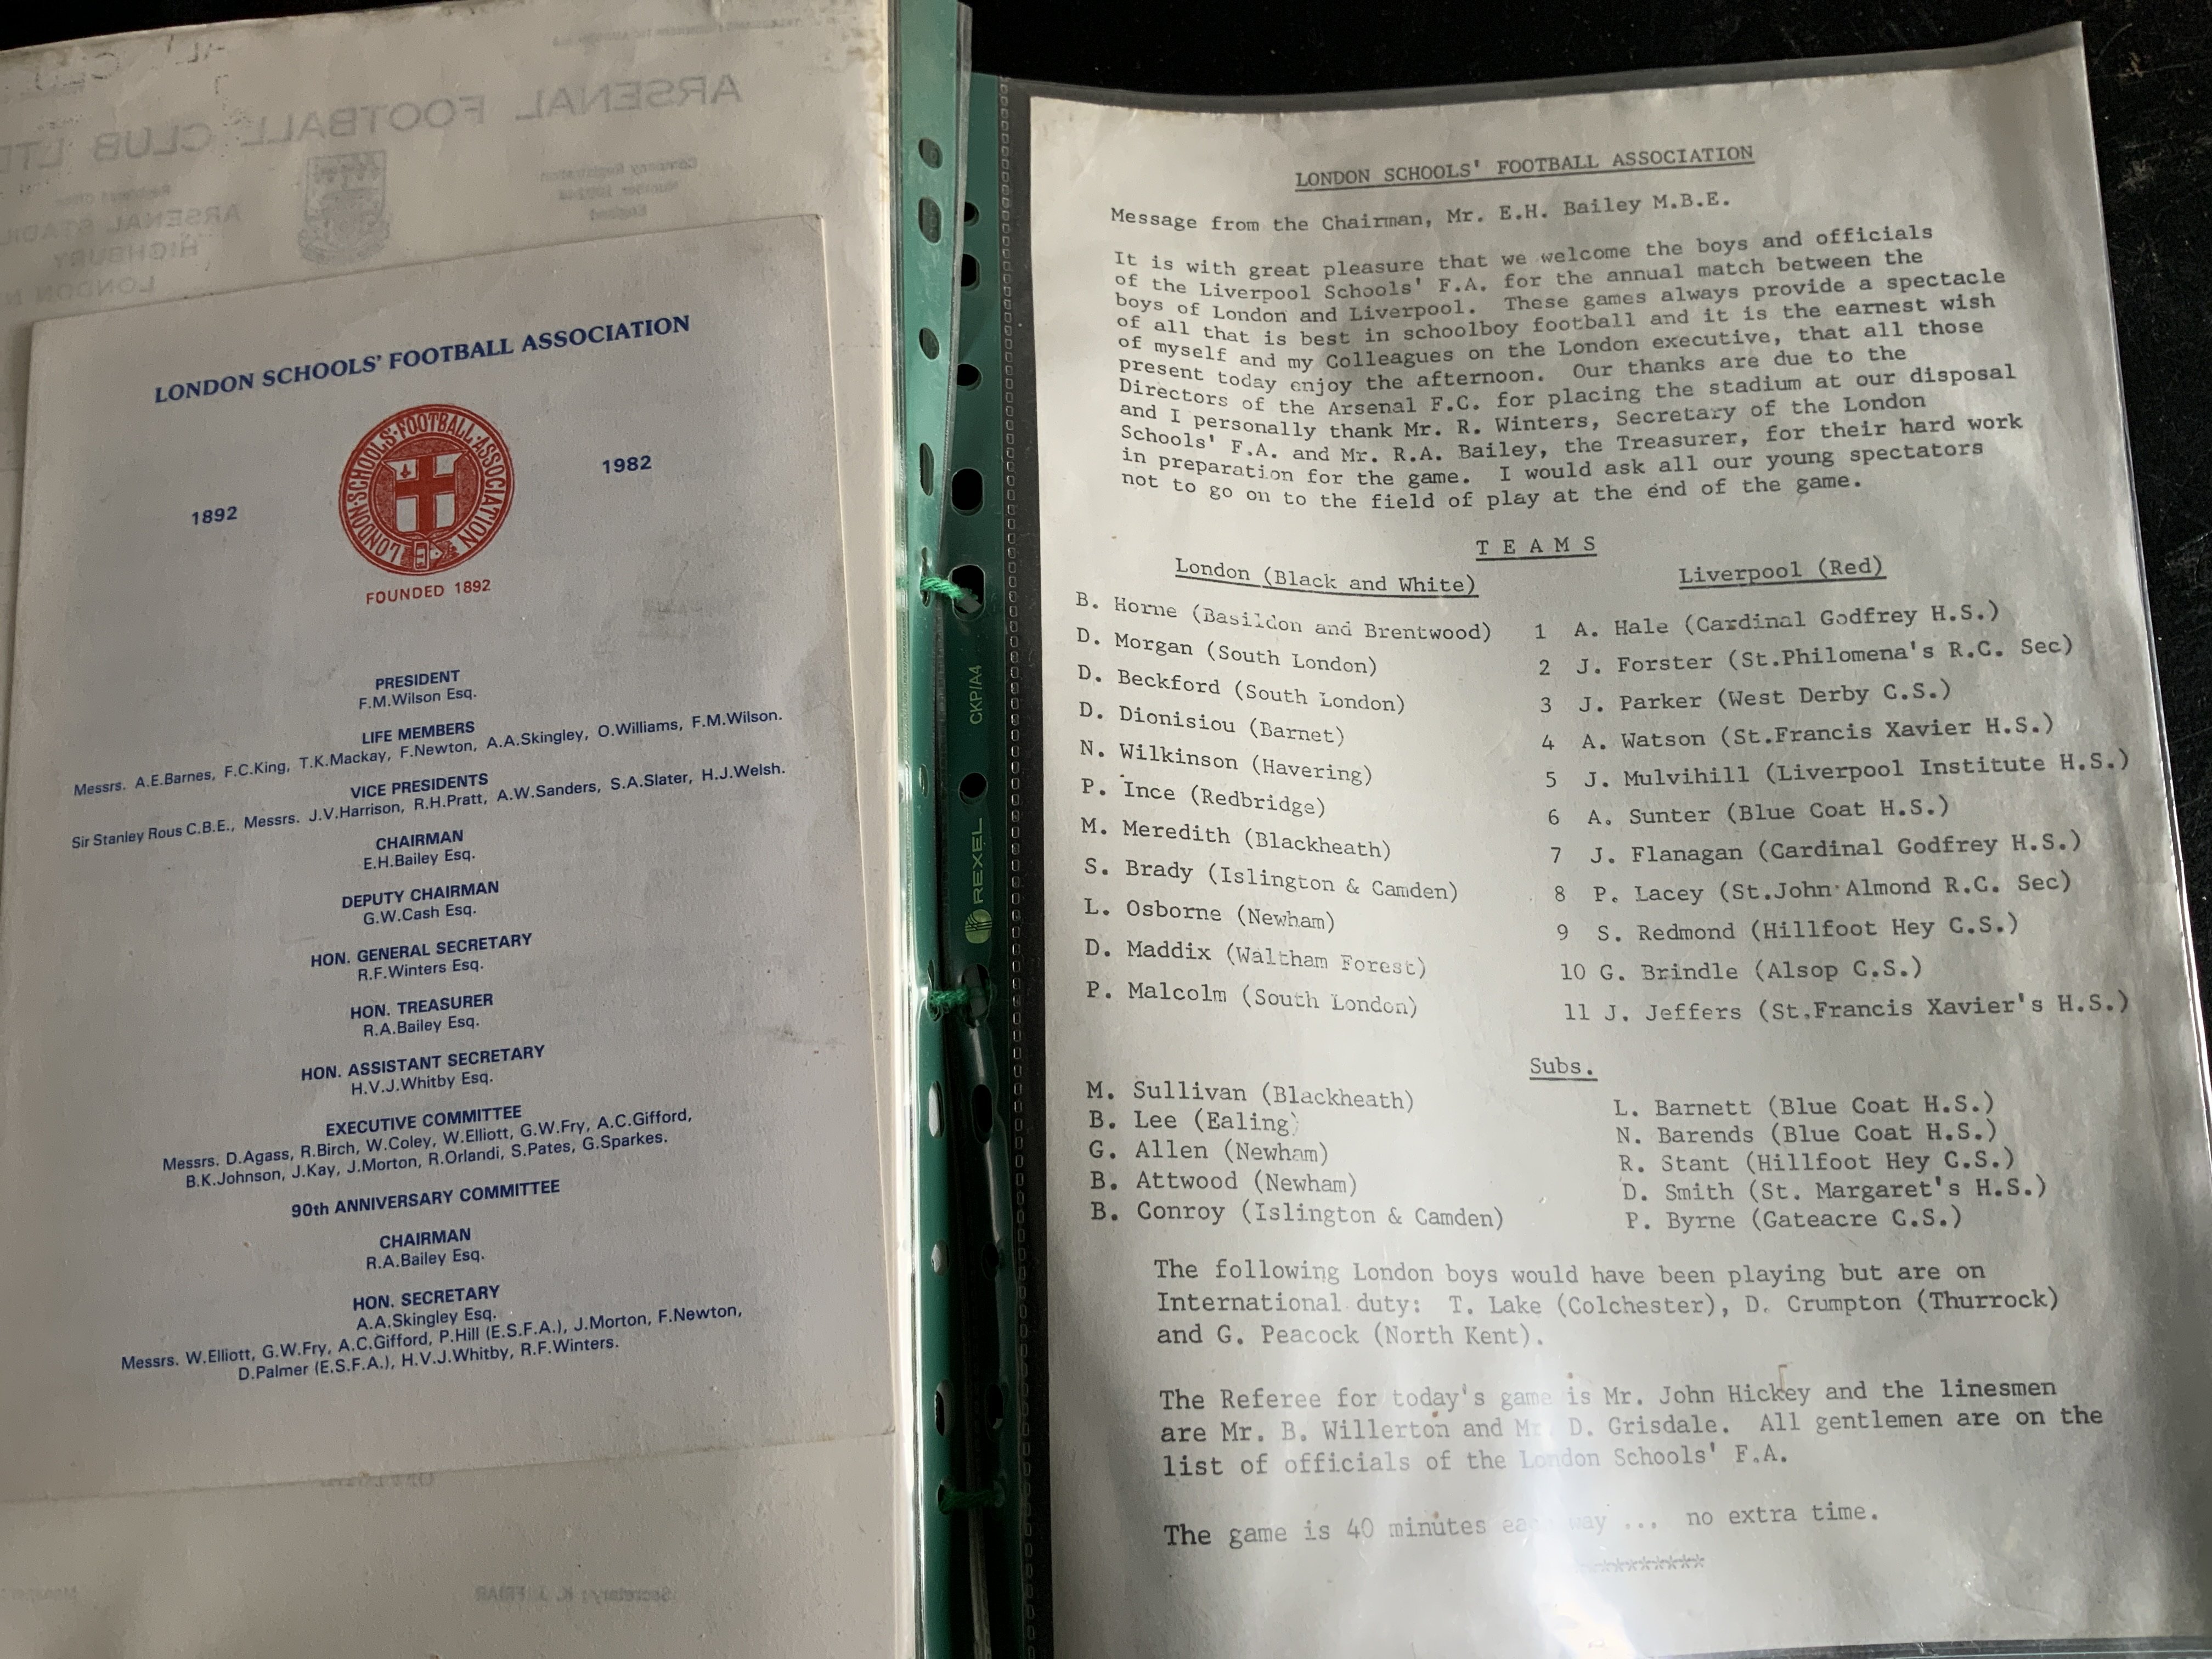 ARSENAL FOOTBALL CLUB LTD
Company Registration
England
ARSENAL STADIUM
HIGHBURY
LONDON N
LONDON SCHOOLS' FOOTBALL ASSOCIATION
1892
1982
LONDON·SCHOOLS·FOOTBALL·ASSOCIATION
FOUNDED 1892
PRESIDENT
F.M.Wilson Esq.
LIFE MEMBERS
Messrs. A.E.Barnes, F.C.King, T.K.Mackay, F.Newton, A.A.Skingley, O.Williams, F.M.Wilson.
VICE PRESIDENTS
Sir Stanley Rous C.B.E., Messrs. J.V.Harrison, R.H.Pratt, A.W.Sanders, S.A.Slater, H.J.Welsh.
CHAIRMAN
E.H.Bailey Esq.
DEPUTY CHAIRMAN
G.W.Cash Esq.
HON. GENERAL SECRETARY
R.F.Winters Esq.
HON. TREASURER
R.A.Bailey Esq.
HON. ASSISTANT SECRETARY
H.V.J.Whitby Esq.
EXECUTIVE COMMITTEE
Messrs. D.Agass, R.Birch, W.Coley, W.Elliott, G.W.Fry, A.C.Gifford,
B.K.Johnson, J.Kay, J.Morton, R.Orlandi, S.Pates, G.Sparkes.
90th ANNIVERSARY COMMITTEE
CHAIRMAN
R.A.Bailey Esq.
HON. SECRETARY
A.A.Skingley Esq.
Messrs. W.Elliott, G.W.Fry, A.C.Gifford, P.Hill (E.S.F.A.), J.Morton, F.Newton,
D.Palmer (E.S.F.A.), H.V.J.Whitby, R.F.Winters.
Secretary: K. J. FRIAR
REXEL CKP/A4
LONDON SCHOOLS' FOOTBALL ASSOCIATION
Message from the Chairman, Mr. E.H. Bailey M.B.E.
It is with great pleasure that we welcome the boys and officials
of the Liverpool Schools' F.A. for the annual match between the
boys of London and Liverpool. These games always provide a spectacle
of all that is best in schoolboy football and it is the earnest wish
of myself and my Colleagues on the London executive, that all those
present today enjoy the afternoon. Our thanks are due to the
Directors of the Arsenal F.C. for placing the stadium at our disposal
and I personally thank Mr. R. Winters, Secretary of the London
Schools' F.A. and Mr. R.A. Bailey, the Treasurer, for their hard work
in preparation for the game. I would ask all our young spectators
not to go on to the field of play at the end of the game.
T E A M S
London (Black and White) Liverpool (Red)
B. Horne (Basildon and Brentwood) 1 A. Hale (Cardinal Godfrey H.S.)
D. Morgan (South London) 2 J. Forster (St.Philomena's R.C. Sec)
D. Beckford (South London) 3 J. Parker (West Derby C.S.)
D. Dionisiou (Barnet) 4 A. Watson (St.Francis Xavier H.S.)
N. Wilkinson (Havering) 5 J. Mulvihill (Liverpool Institute H.S.)
P. Ince (Redbridge) 6 A. Sunter (Blue Coat H.S.)
M. Meredith (Blackheath) 7 J. Flanagan (Cardinal Godfrey H.S.)
S. Brady (Islington & Camden) 8 P. Lacey (St.John Almond R.C. Sec)
L. Osborne (Newham) 9 S. Redmond (Hillfoot Hey C.S.)
D. Maddix (Waltham Forest) 10 G. Brindle (Alsop C.S.)
P. Malcolm (South London) 11 J. Jeffers (St.Francis Xavier's H.S.)
Subs.
M. Sullivan (Blackheath) L. Barnett (Blue Coat H.S.)
B. Lee (Ealing) N. Barends (Blue Coat H.S.)
G. Allen (Newham) R. Stant (Hillfoot Hey C.S.)
B. Attwood (Newham) D. Smith (St. Margaret's H.S.)
B. Conroy (Islington & Camden) P. Byrne (Gateacre C.S.)
The following London boys would have been playing but are on
International duty: T. Lake (Colchester), D. Crumpton (Thurrock)
and G. Peacock (North Kent).
The Referee for today's game is Mr. John Hickey and the linesmen
are Mr. B. Willerton and Mr. D. Grisdale. All gentlemen are on the
list of officials of the London Schools' F.A.
The game is 40 minutes each way ... no extra time.
**********